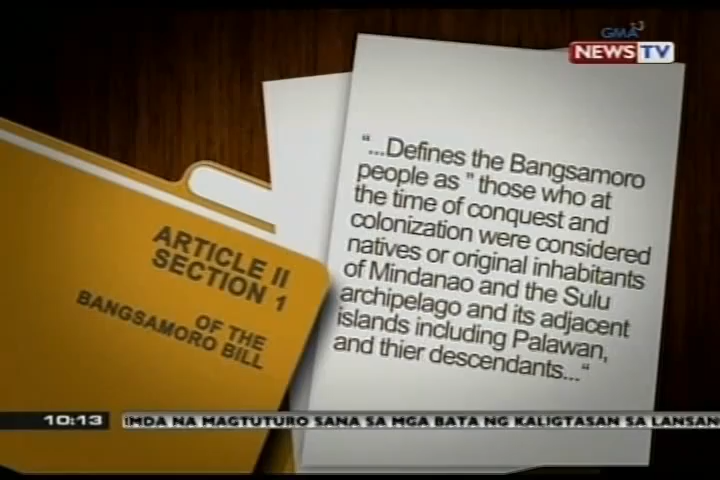 GMA
NEWS TV
"...Defines the Bangsamoro
people as " those who at
the time of conquest and
colonization were considered
natives or original inhabitants
of Mindanao and the Sulu
archipelago and its adjacent
islands including Palawan,
and thier descendants..."
ARTICLE II
SECTION 1
OF THE
BANGSAMORO BILL
10:13 IMDA NA MAGTUTURO SANA SA MGA BATA NG KALIGTASAN SA LANSANG